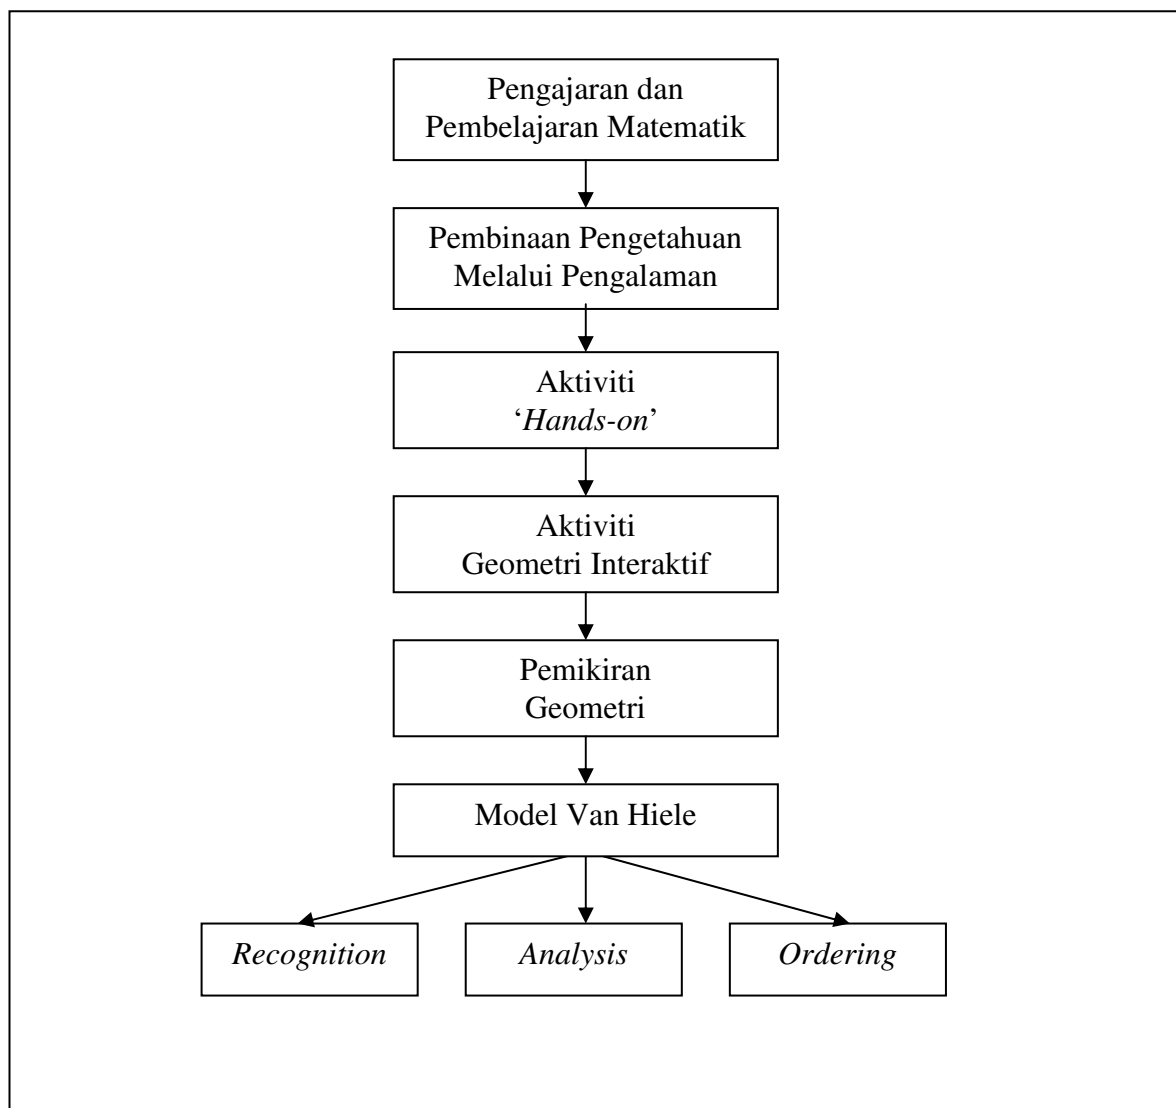 Pengajaran dan
Pembelajaran Matematik
Pembinaan Pengetahuan
Melalui Pengalaman
Aktiviti
‘Hands-on’
Aktiviti
Geometri Interaktif
Pemikiran
Geometri
Model Van Hiele
Recognition
Analysis
Ordering